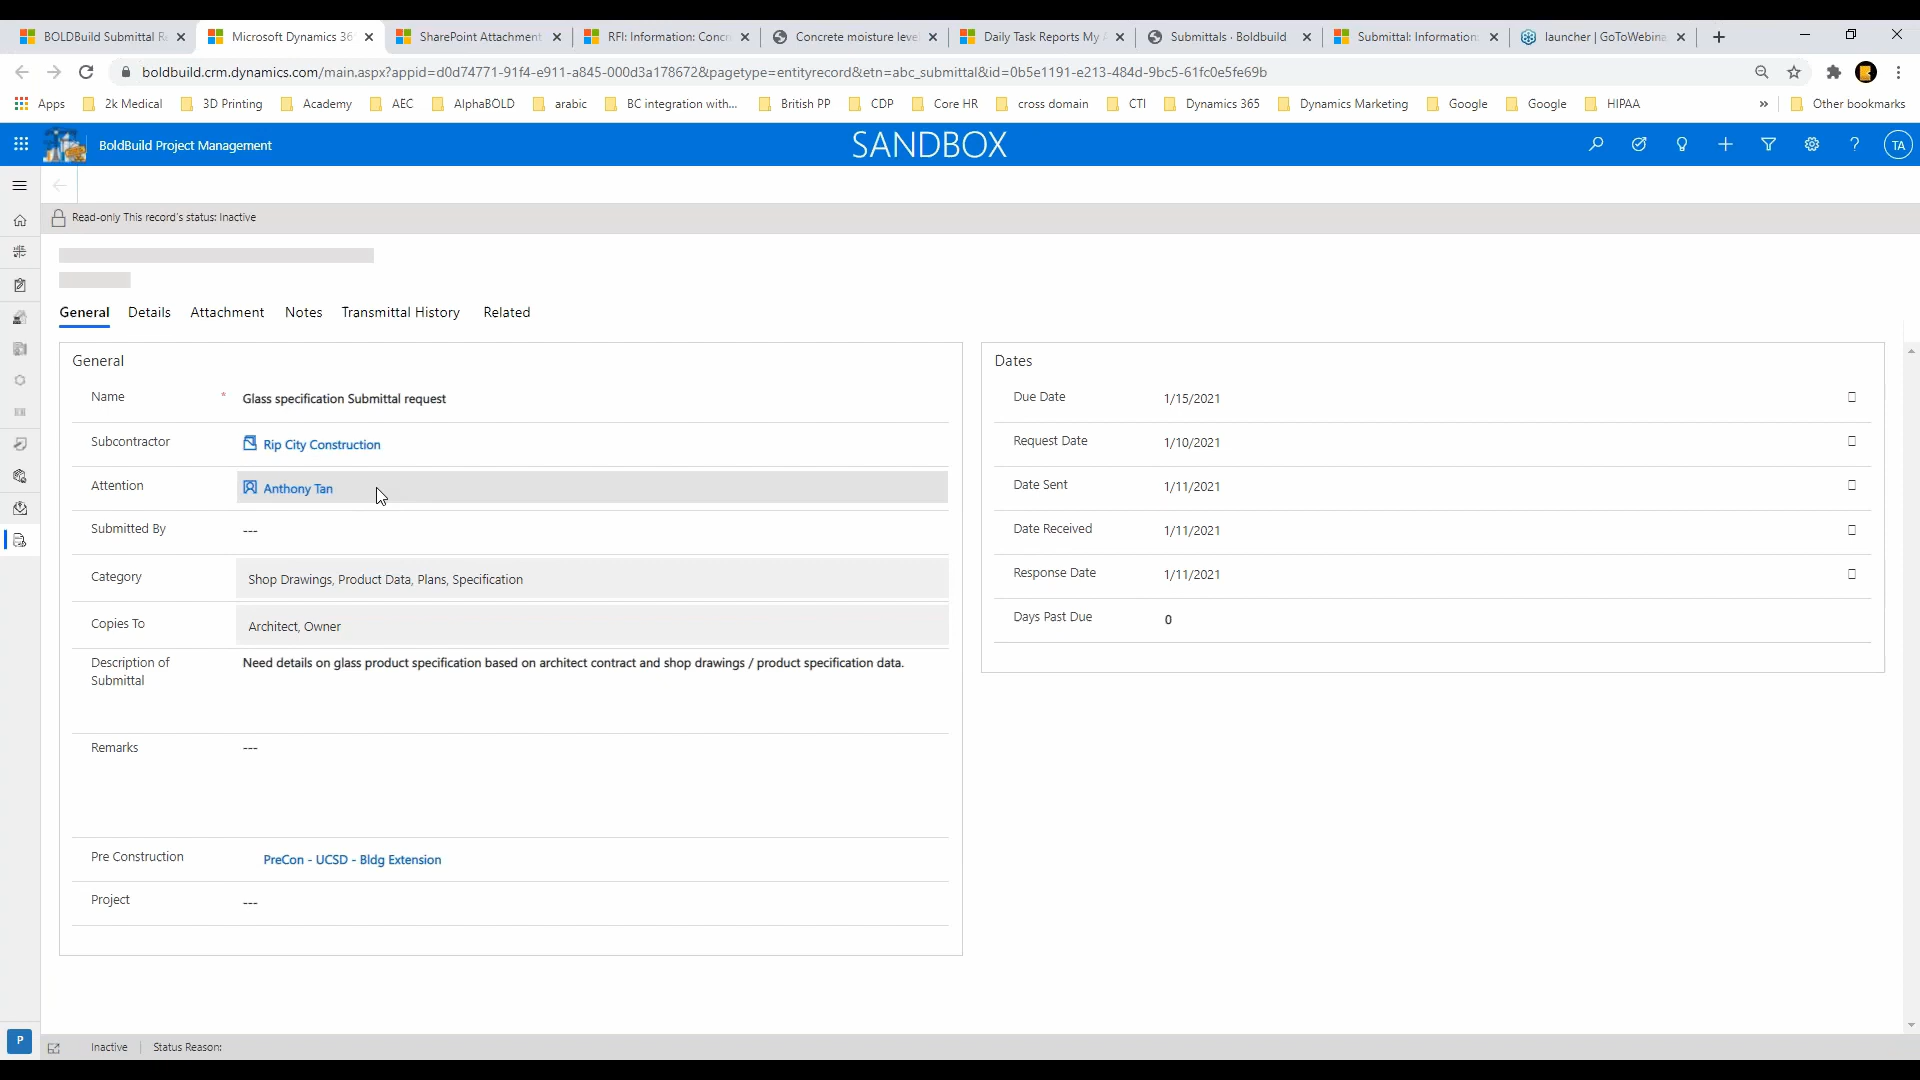 BOLDBuild Submittal R
Microsoft Dynamics 36
SharePoint Attachment
RFI: Information: Conc
Concrete moisture leve
Daily Task Reports My
Submittals · Boldbuild
Submittal: Information:
launcher | GoToWebina
boldbuild.crm.dynamics.com/main.aspx?appid=d0d74771-91f4-e911-a845-000d3a178672&pagetype=entityrecord&etn=abc_submittal&id=0b5e1191-e213-484d-9bc5-61fc0e5fe69b
Apps 2k Medical 3D Printing Academy AEC AlphaBOLD arabic BC integration with... British PP CDP Core HR cross domain CTI Dynamics 365 Dynamics Marketing Google Google HIPAA » Other bookmarks
BoldBuild Project Management
SANDBOX
TA
Read-only This record's status: Inactive
General Details Attachment Notes Transmittal History Related
General
Name * Glass specification Submittal request
Subcontractor Rip City Construction
Attention Anthony Tan
Submitted By ---
Category Shop Drawings, Product Data, Plans, Specification
Copies To Architect, Owner
Description of Need details on glass product specification based on architect contract and shop drawings / product specification data.
Submittal
Remarks ---
Pre Construction PreCon - UCSD - Bldg Extension
Project ---
Dates
Due Date 1/15/2021
Request Date 1/10/2021
Date Sent 1/11/2021
Date Received 1/11/2021
Response Date 1/11/2021
Days Past Due 0
P
Inactive Status Reason: